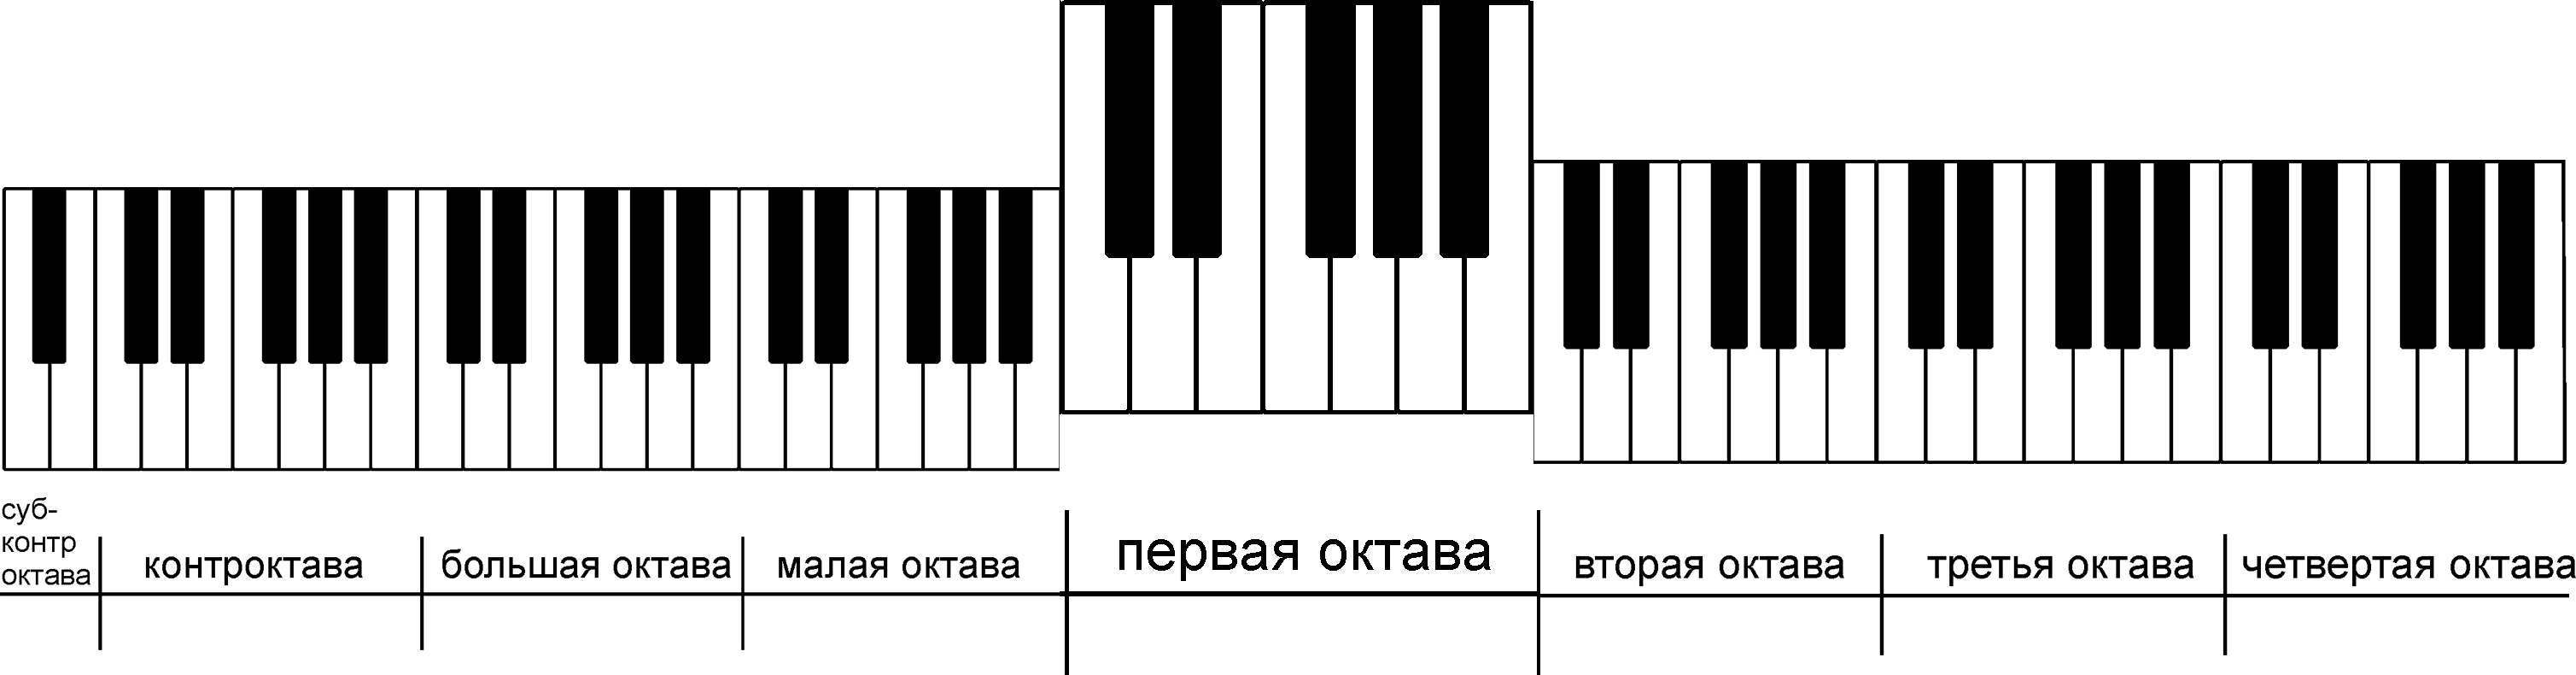 суб-
контр
октава
контроктава
большая октава
малая октава
первая октава
вторая октава
третья октава
четвертая октава